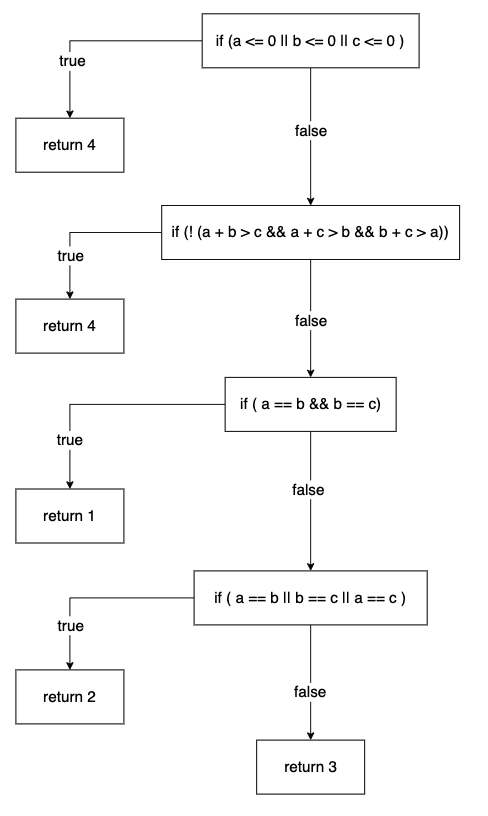 if (a <= 0 || b <= 0 || c <= 0 )
true
return 4
false
if (! (a + b > c && a + c > b && b + c > a))
true
return 4
false
if ( a == b && b == c)
true
return 1
false
if ( a == b || b == c || a == c )
true
return 2
false
return 3